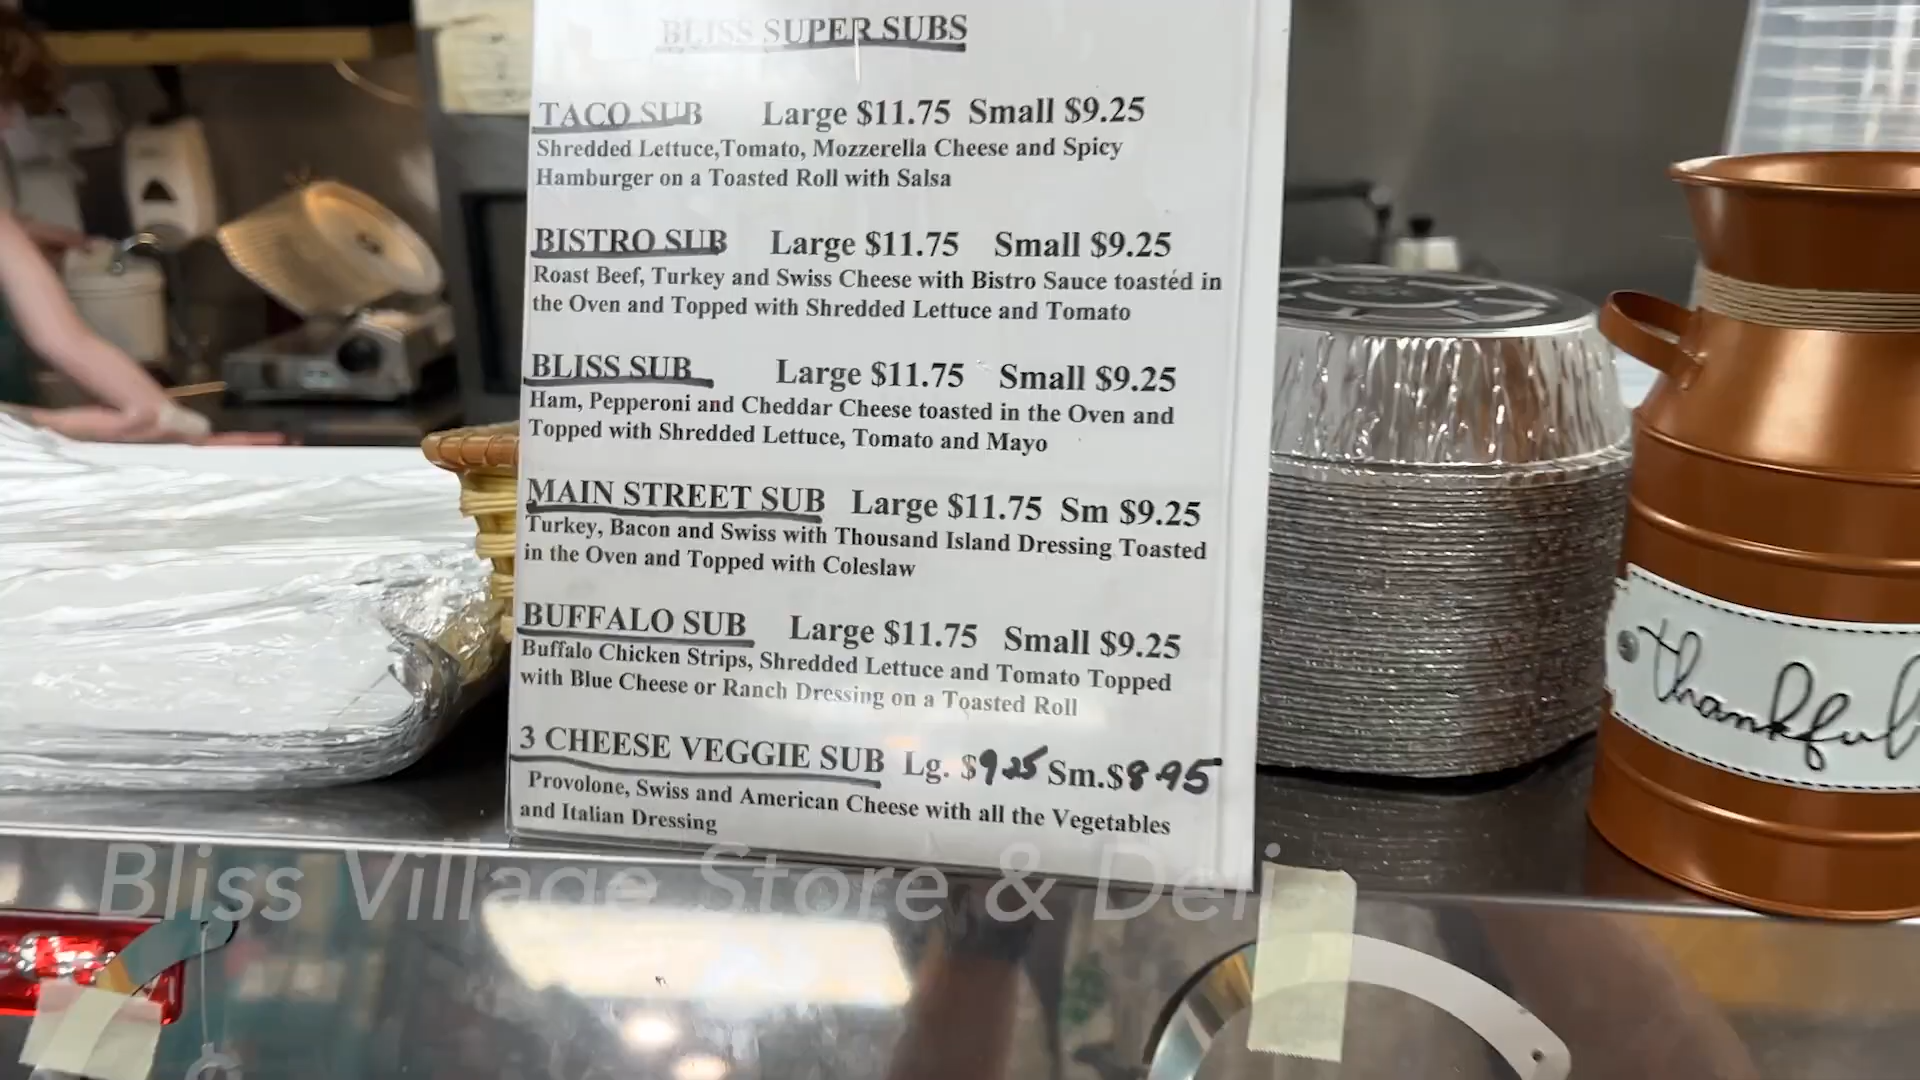 BLISS SUPER SUBS
TACO SUB Large $11.75 Small $9.25
Shredded Lettuce,Tomato, Mozzerella Cheese and Spicy
Hamburger on a Toasted Roll with Salsa
BISTRO SUB Large $11.75 Small $9.25
Roast Beef, Turkey and Swiss Cheese with Bistro Sauce toasted in
the Oven and Topped with Shredded Lettuce and Tomato
BLISS SUB Large $11.75 Small $9.25
Ham, Pepperoni and Cheddar Cheese toasted in the Oven and
Topped with Shredded Lettuce, Tomato and Mayo
MAIN STREET SUB Large $11.75 Sm $9.25
Turkey, Bacon and Swiss with Thousand Island Dressing Toasted
in the Oven and Topped with Coleslaw
BUFFALO SUB Large $11.75 Small $9.25
Buffalo Chicken Strips, Shredded Lettuce and Tomato Topped
with Blue Cheese or Ranch Dressing on a Toasted Roll
3 CHEESE VEGGIE SUB Lg. $9.25 Sm.$8.95
Provolone, Swiss and American Cheese with all the Vegetables
and Italian Dressing
thankful
Bliss Village Store & Deli